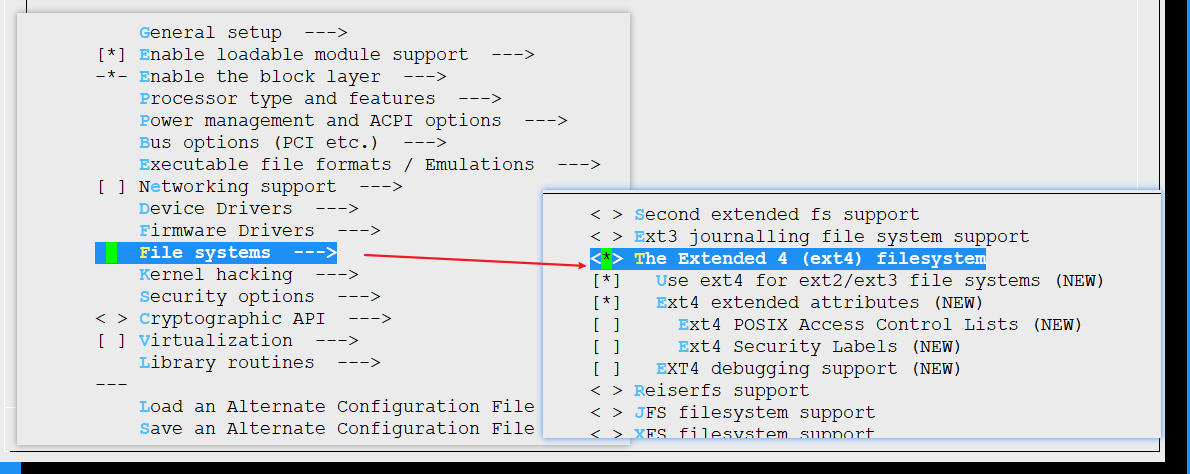 General setup  --->
[*] Enable loadable module support  --->
-*- Enable the block layer  --->
Processor type and features  --->
Power management and ACPI options  --->
Bus options (PCI etc.)  --->
Executable file formats / Emulations  --->
[ ] Networking support  --->
Device Drivers  --->
Firmware Drivers  --->
File systems  --->
Kernel hacking  --->
Security options  --->
< > Cryptographic API  --->
[ ] Virtualization  --->
Library routines  --->
---
Load an Alternate Configuration File
Save an Alternate Configuration File
< > Second extended fs support
< > Ext3 journalling file system support
<*> The Extended 4 (ext4) filesystem
[*]   Use ext4 for ext2/ext3 file systems (NEW)
[*]   Ext4 extended attributes (NEW)
[ ]     Ext4 POSIX Access Control Lists (NEW)
[ ]     Ext4 Security Labels (NEW)
[ ]   EXT4 debugging support (NEW)
< > Reiserfs support
< > JFS filesystem support
< > XFS filesystem support